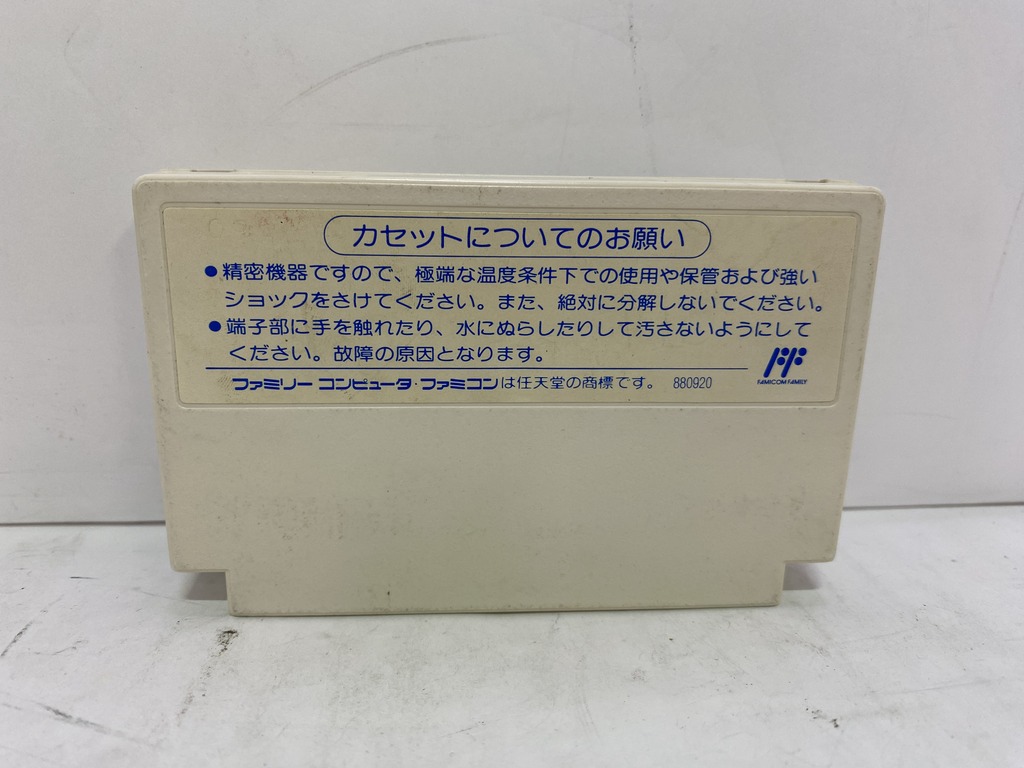 カセットについてのお願い
●精密機器ですので、極端な温度条件下での使用や保管および強い
ショックをさけてください。また、絶対に分解しないでください。
●端子部に手を触れたり、水にぬらしたりして汚さないようにして
ください。故障の原因となります。
ファミリー コンピュータ・ファミコンは任天堂の商標です。 880920
FAMICOM FAMILY